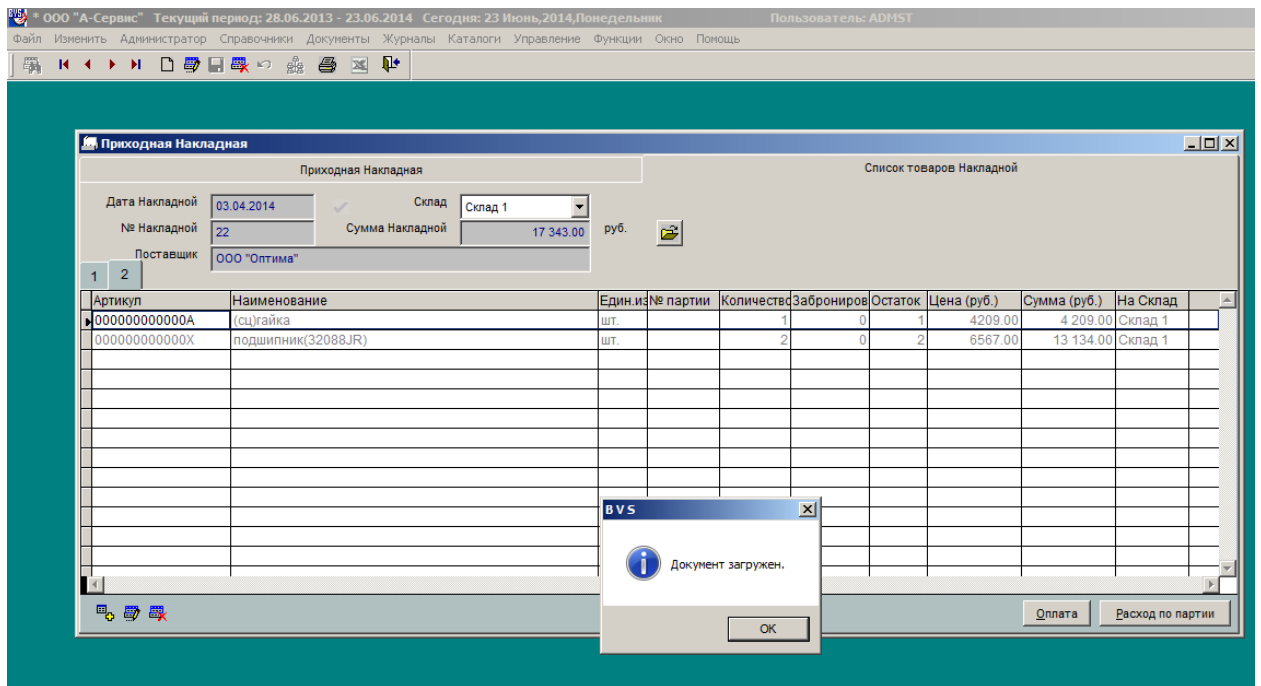 BVS * ООО "А-Сервис" Текущий период: 28.06.2013 - 23.06.2014 Сегодня: 23 Июнь,2014,Понедельник Пользователь: ADMST
Файл Изменить Администратор Справочники Документы Журналы Каталоги Управление Функции Окно Помощь
Приходная Накладная
Приходная Накладная Список товаров Накладной
Дата Накладной 03.04.2014 Склад Склад 1
№ Накладной 22 Сумма Накладной 17 343.00 руб.
Поставщик ООО "Оптима"
1 2
Артикул Наименование Един.из № партии Количество Заброниров Остаток Цена (руб.) Сумма (руб.) На Склад
000000000000A (сц)гайка шт. 1 0 1 4209.00 4 209.00 Склад 1
000000000000X подшипник(32088JR) шт. 2 0 2 6567.00 13 134.00 Склад 1
B V S
Документ загружен.
OK
Оплата Расход по партии